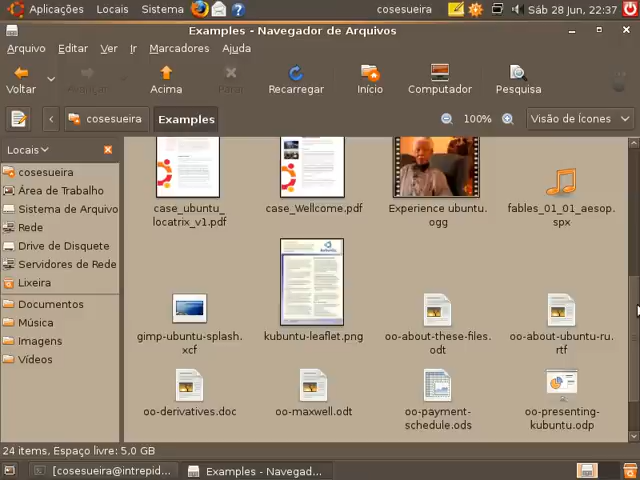 Aplicações Locais Sistema cosesueira Sáb 28 Jun, 22:37
Examples - Navegador de Arquivos
Arquivo Editar Ver Ir Marcadores Ajuda
Voltar Avançar Acima Parar Recarregar Início Computador Pesquisa
cosesueira Examples 100% Visão de Ícones
Locais
cosesueira
Área de Trabalho
Sistema de Arquivo
Rede
Drive de Disquete
Servidores de Rede
Lixeira
Documentos
Música
Imagens
Vídeos
case_ubuntu_
locatrix_v1.pdf
case_Wellcome.pdf
Experience ubuntu.
ogg
fables_01_01_aesop.
spx
gimp-ubuntu-splash.
xcf
kubuntu-leaflet.png
oo-about-these-files.
odt
oo-about-ubuntu-ru.
rtf
oo-derivatives.doc
oo-maxwell.odt
oo-payment-
schedule.ods
oo-presenting-
kubuntu.odp
24 items, Espaço livre: 5,0 GB
[cosesueira@intrepid... Examples - Navegad...